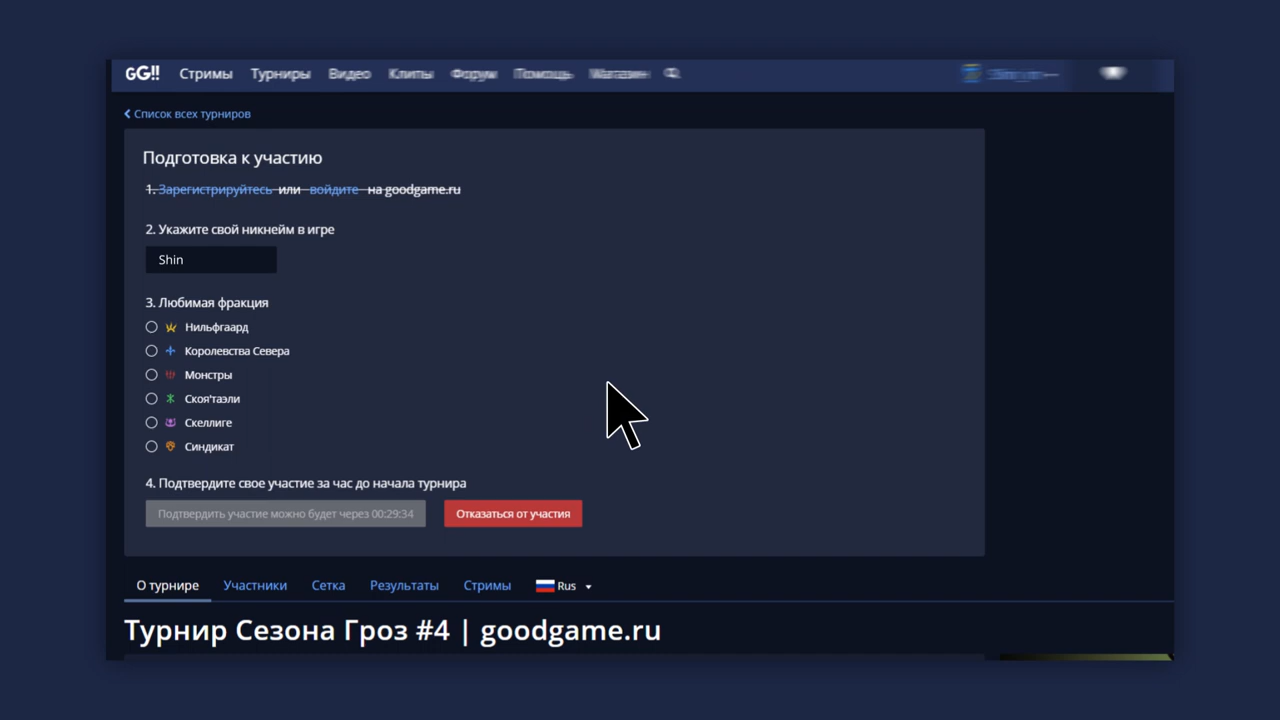 GG!! Стримы Турниры Видео Клипы Форум Помощь Магазин
Список всех турниров
Подготовка к участию
1. Зарегистрируйтесь или войдите на goodgame.ru
2. Укажите свой никнейм в игре
Shin
3. Любимая фракция
Нильфгаард
Королевства Севера
Монстры
Скоя'таэли
Скеллиге
Синдикат
4. Подтвердите свое участие за час до начала турнира
Подтвердить участие можно будет через 00:29:34 Отказаться от участия
О турнире Участники Сетка Результаты Стримы Rus
Турнир Сезона Гроз #4 | goodgame.ru